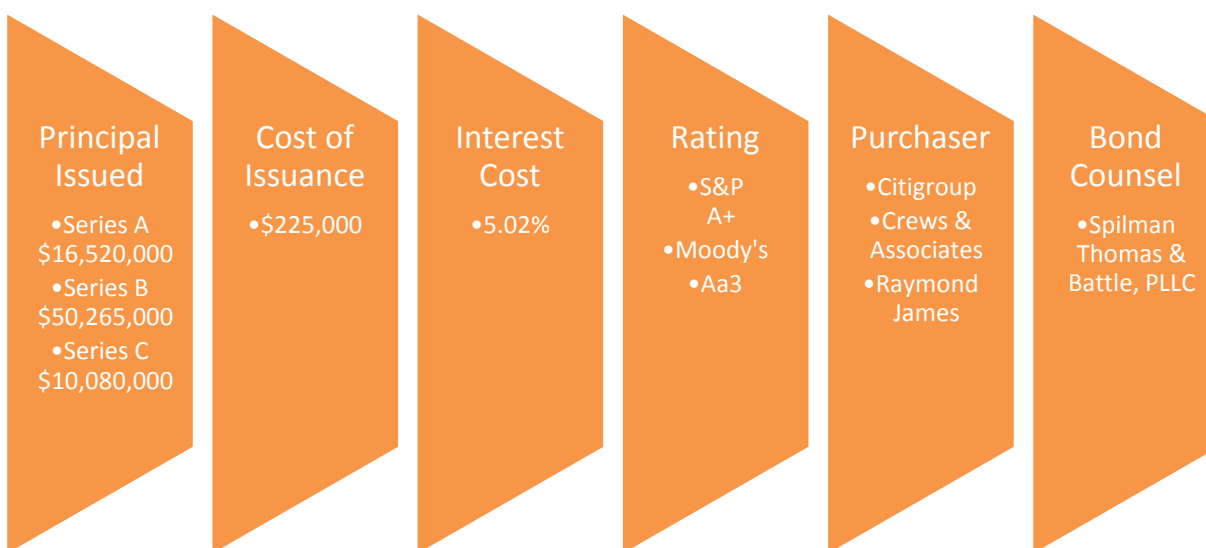 Principal
Issued
•Series A
$16,520,000
•Series B
$50,265,000
•Series C
$10,080,000
Cost of
Issuance
•$225,000
Interest
Cost
•5.02%
Rating
•S&P
A+
•Moody's
•Aa3
Purchaser
•Citigroup
•Crews &
Associates
•Raymond
James
Bond
Counsel
•Spilman
Thomas &
Battle, PLLC